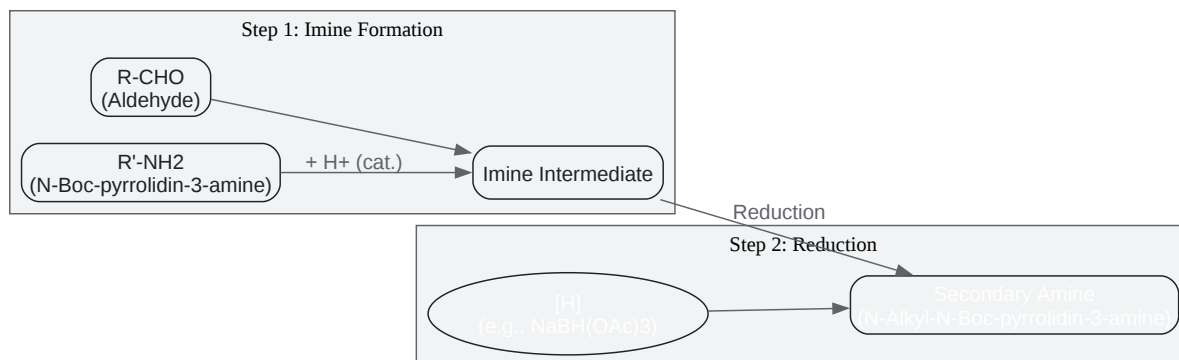 Step 1: Imine Formation
R-CHO
(Aldehyde)
R'-NH2
(N-Boc-pyrrolidin-3-amine)
+ H+ (cat.)
Imine Intermediate
Reduction
Step 2: Reduction
[H]
(e.g., NaBH(OAc)3)
Secondary Amine
(N-Alkyl-N-Boc-pyrrolidin-3-amine)